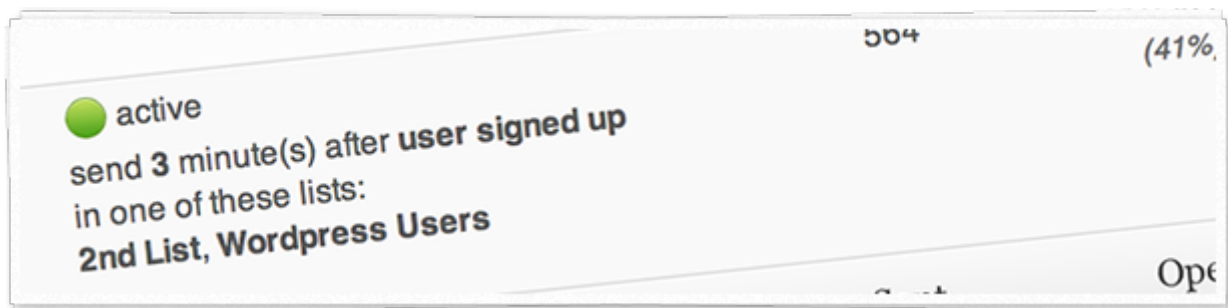 564
(41%
active
send 3 minute(s) after user signed up
in one of these lists:
2nd List, Wordpress Users